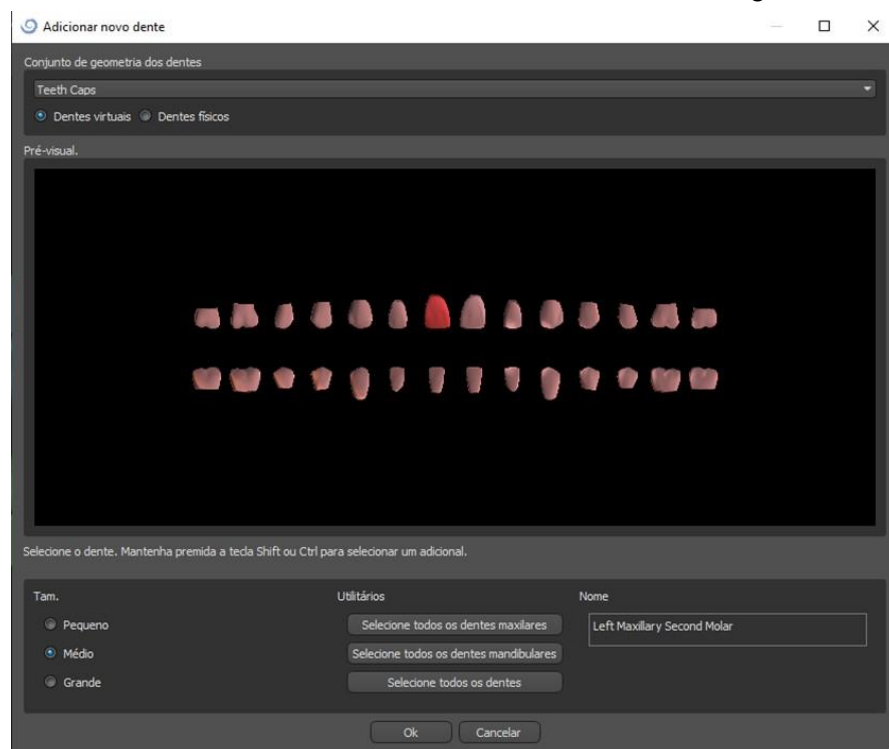 Adicionar novo dente
Conjunto de geometria dos dentes
Teeth Caps
Dentes virtuais Dentes físicos
Pré-visual.
Selecione o dente. Mantenha premida a tecla Shift ou Ctrl para selecionar um adicional.
Tam. Utilitários Nome
Pequeno Selecione todos os dentes maxilares Left Maxillary Second Molar
Médio Selecione todos os dentes mandibulares
Grande Selecione todos os dentes
Ok Cancelar